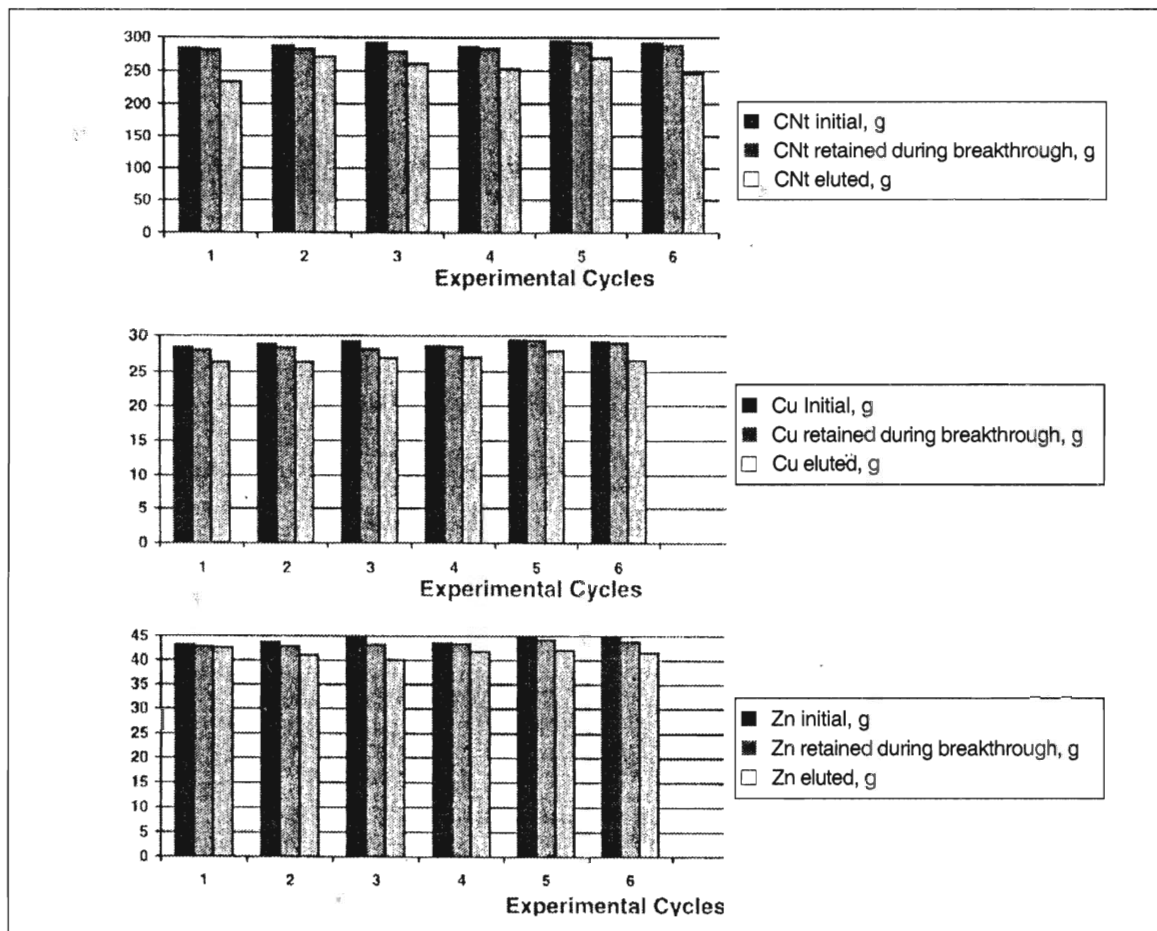 300
250
200
150
100
50
0
1 2 3 4 5 6
Experimental Cycles
CNt initial, g
CNt retained during breakthrough, g
CNt eluted, g
30
25
20
15
10
5
0
1 2 3 4 5 6
Experimental Cycles
Cu Initial, g
Cu retained during breakthrough, g
Cu eluted, g
45
40
35
30
25
20
15
10
5
0
1 2 3 4 5 6
Experimental Cycles
Zn initial, g
Zn retained during breakthrough, g
Zn eluted, g